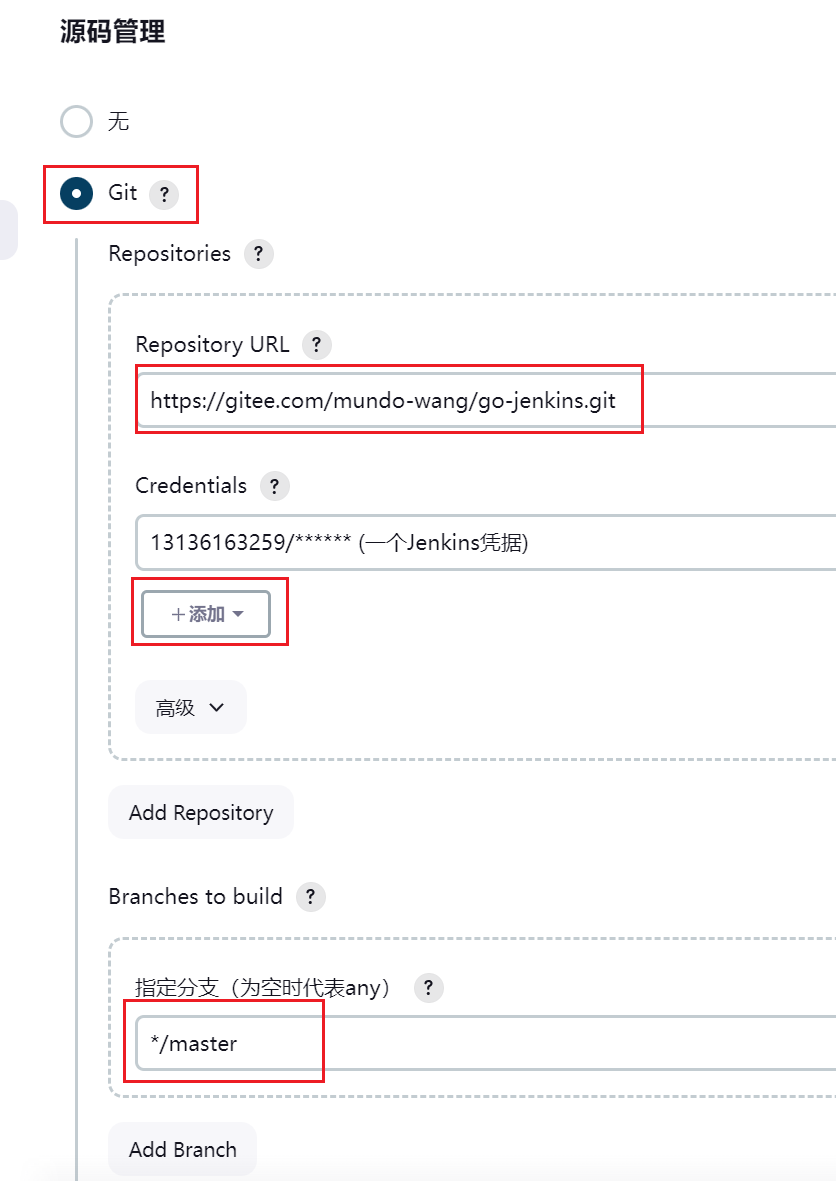 源码管理
无
Git ?
Repositories ?
Repository URL ?
https://gitee.com/mundo-wang/go-jenkins.git
Credentials ?
13136163259/****** (一个Jenkins凭据)
+添加
高级
Add Repository
Branches to build ?
指定分支（为空时代表any） ?
*/master
Add Branch